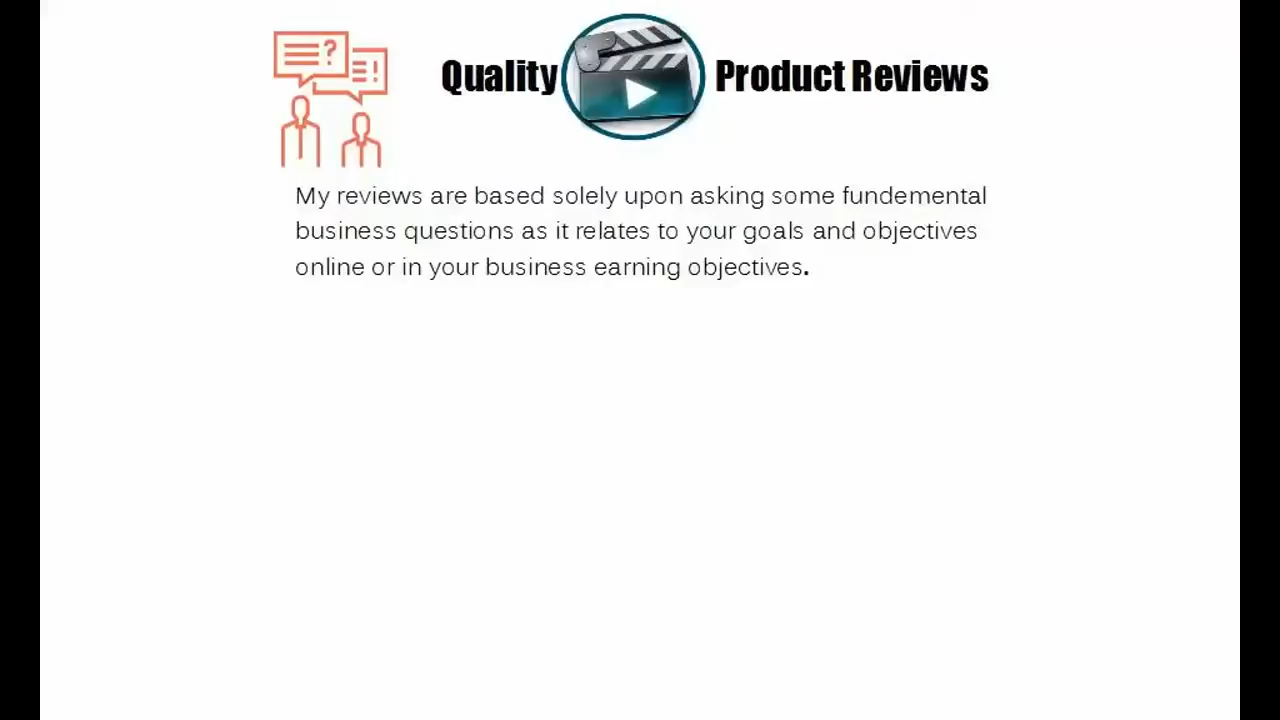 Quality Product Reviews
My reviews are based solely upon asking some fundemental
business questions as it relates to your goals and objectives
online or in your business earning objectives.